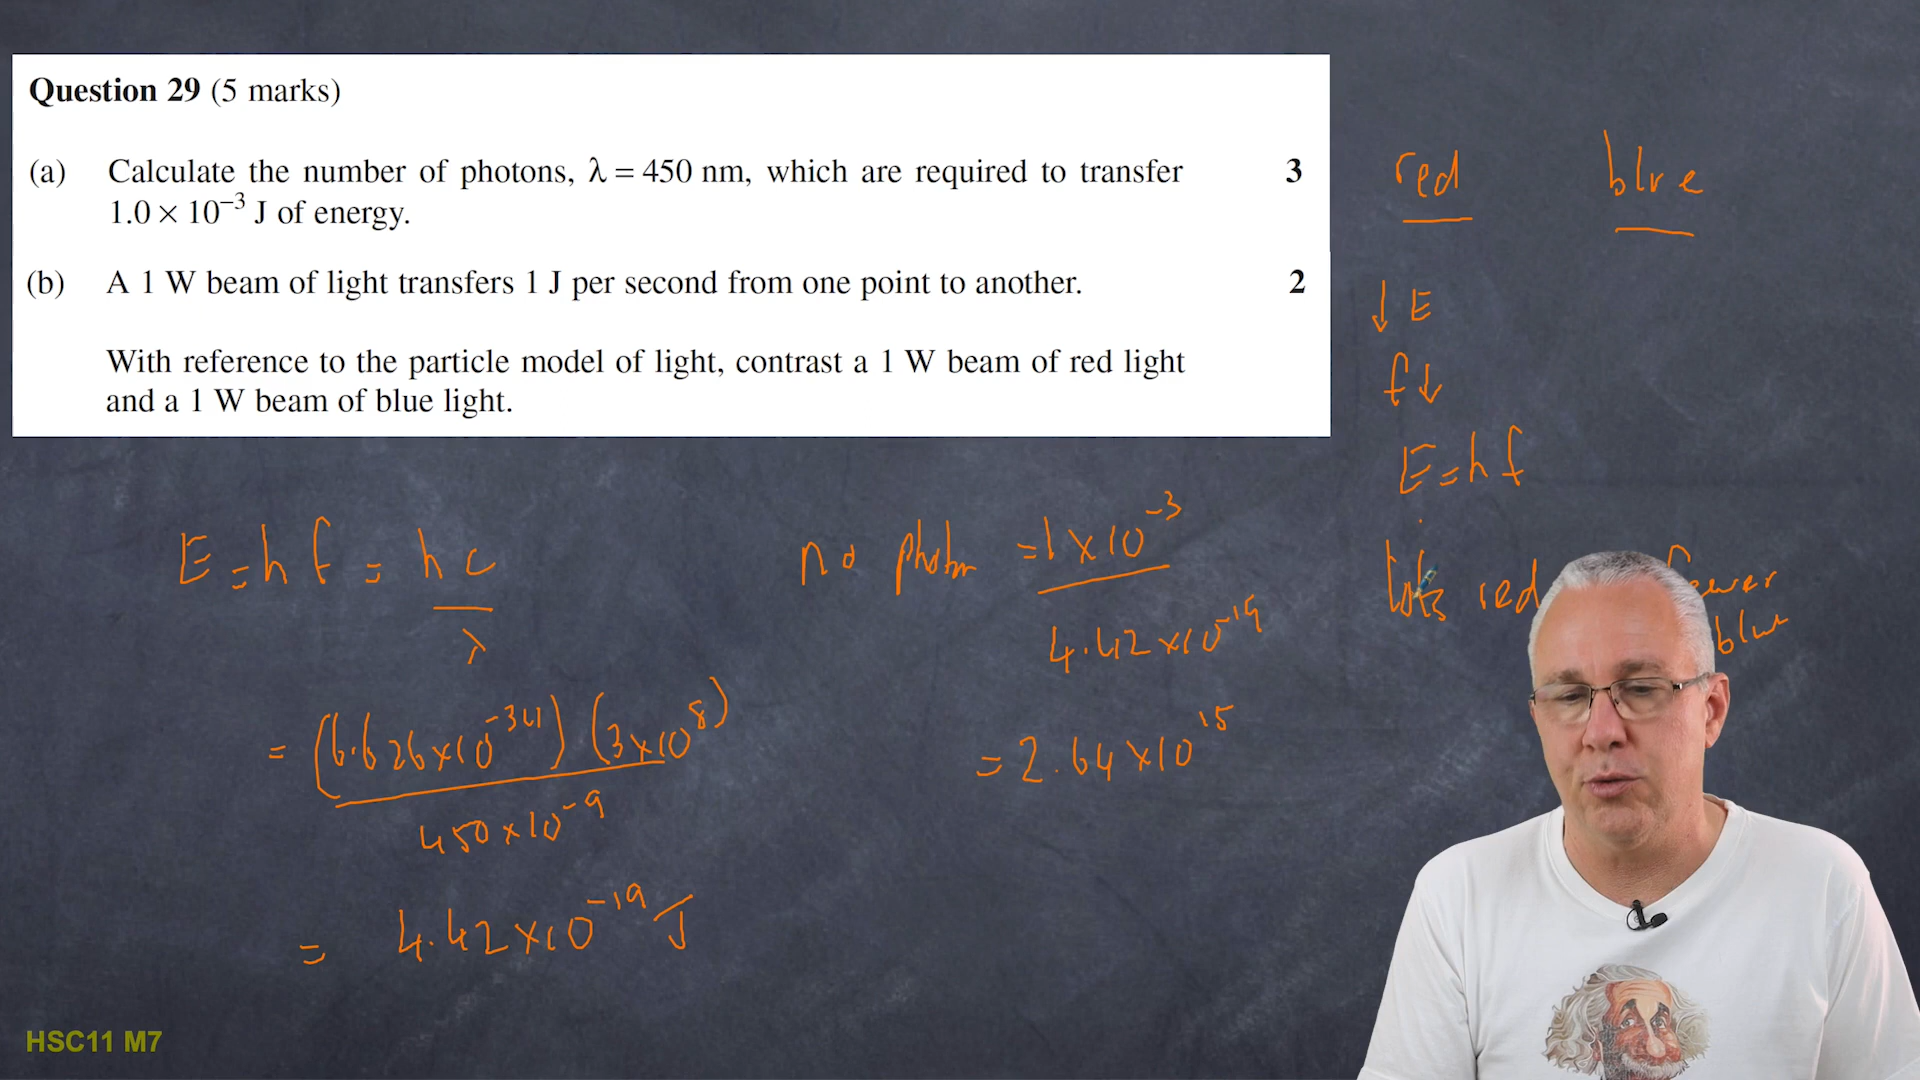 Question 29 (5 marks)
(a) Calculate the number of photons, λ = 450 nm, which are required to transfer 3
1.0 × 10⁻³ J of energy.
(b) A 1 W beam of light transfers 1 J per second from one point to another. 2
With reference to the particle model of light, contrast a 1 W beam of red light
and a 1 W beam of blue light.
red blue
↓ E
f ↓
E = h f
lots red fewer
blue
E = h f = h c
λ
= (6.626 × 10⁻³⁴) (3 × 10⁸)
450 × 10⁻⁹
= 4.42 × 10⁻¹⁹ J
no photon = 1 × 10⁻³
4.42 × 10⁻¹⁹
= 2.64 × 10¹⁵
HSC11 M7